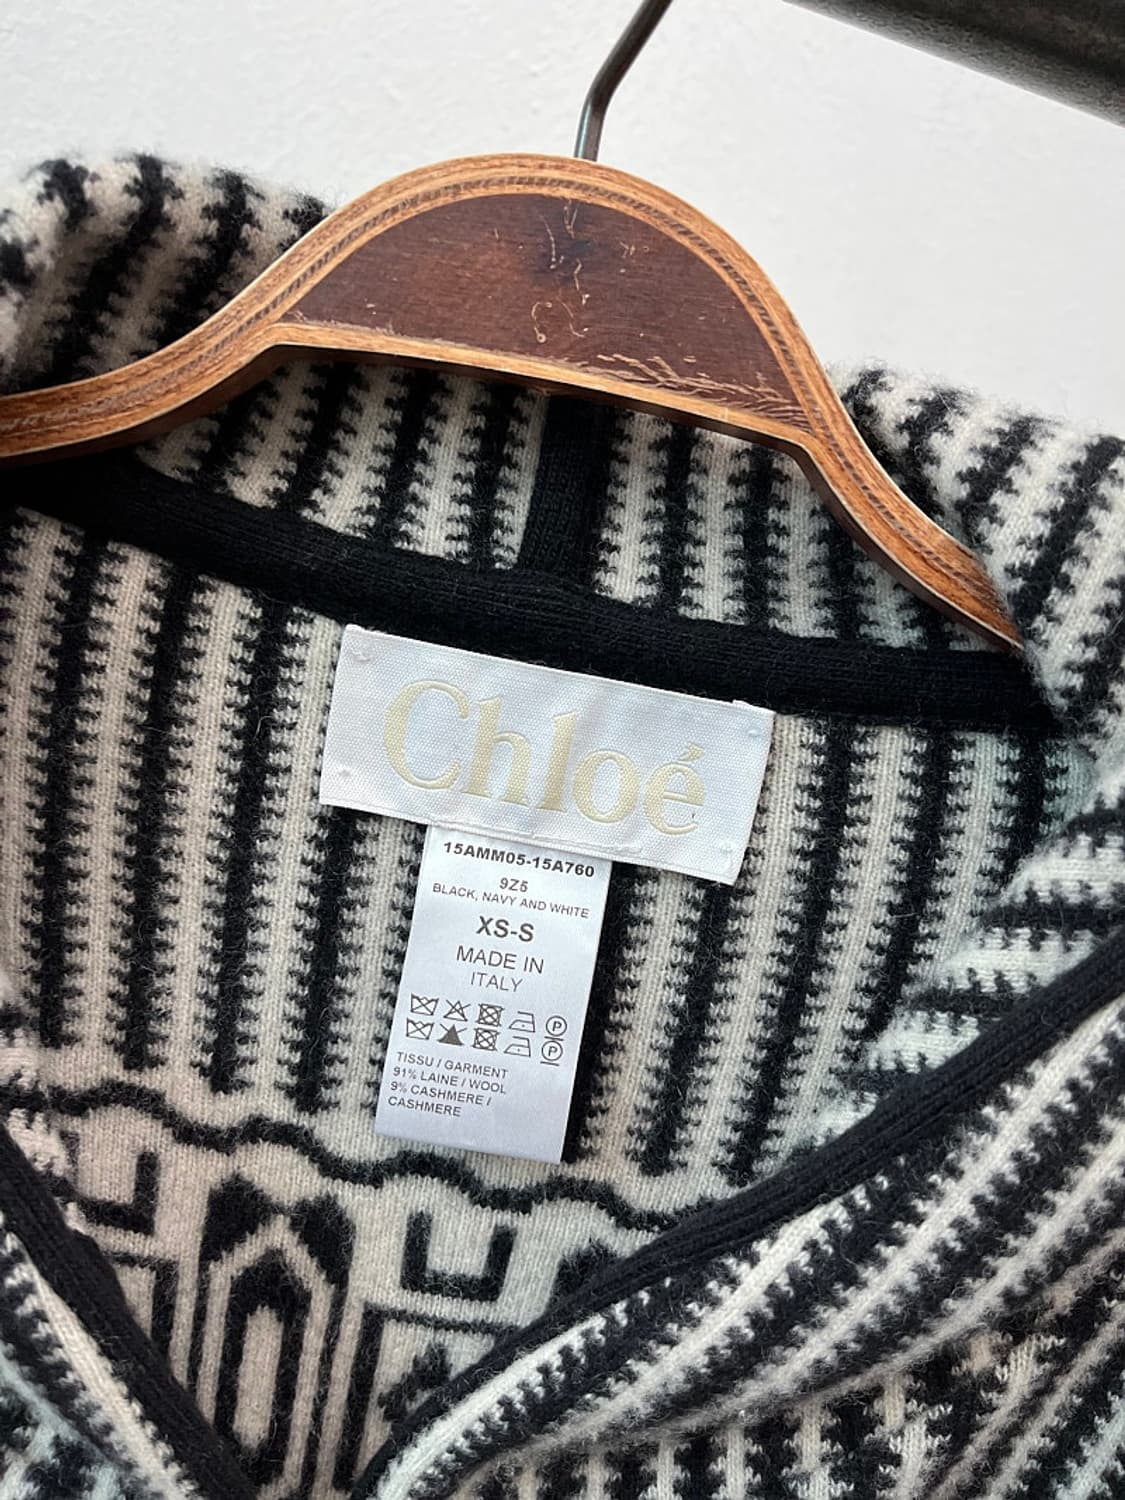 Chloé
15AMM05-15A760
9Z5
BLACK, NAVY AND WHITE
XS-S
MADE IN
ITALY
P
P
TISSU / GARMENT
91% LAINE / WOOL
9% CASHMERE /
CASHMERE